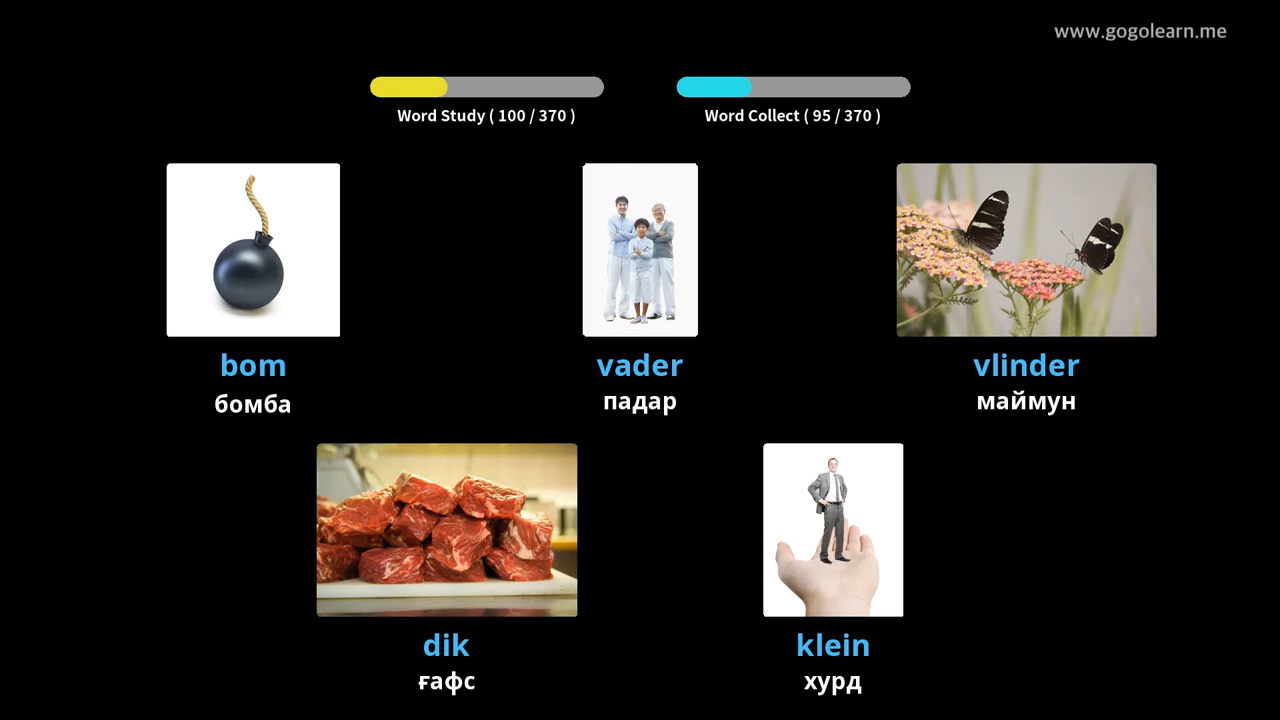 www.gogolearn.me
Word Study ( 100 / 370 )
Word Collect ( 95 / 370 )
bom
бомба
vader
падар
vlinder
маймун
dik
ғафс
klein
хурд